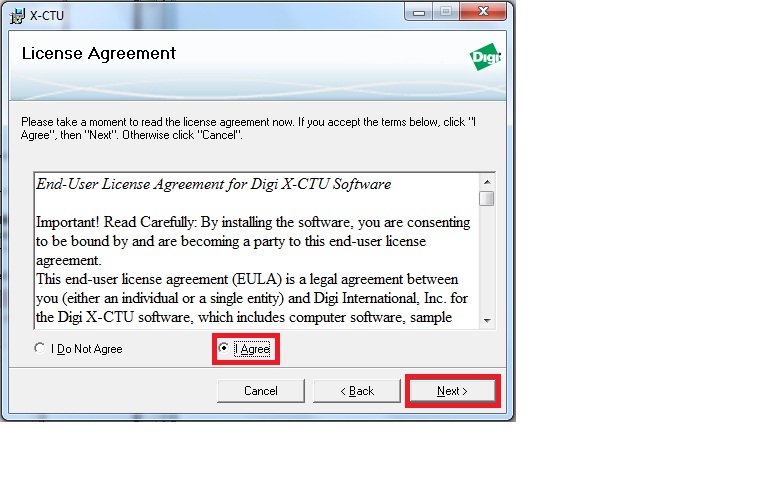 X-CTU
License Agreement
Digi
Please take a moment to read the license agreement now. If you accept the terms below, click "I
Agree", then "Next". Otherwise click "Cancel".
End-User License Agreement for Digi X-CTU Software
Important! Read Carefully: By installing the software, you are consenting
to be bound by and are becoming a party to this end-user license
agreement.
This end-user license agreement (EULA) is a legal agreement between
you (either an individual or a single entity) and Digi International, Inc. for
the Digi X-CTU software, which includes computer software, sample
I Do Not Agree
I Agree
Cancel
< Back
Next >